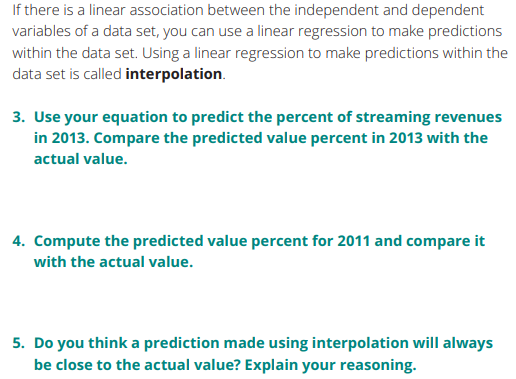 If there is a linear association between the independent and dependent
variables of a data set, you can use a linear regression to make predictions
within the data set. Using a linear regression to make predictions within the
data set is called interpolation.
3. Use your equation to predict the percent of streaming revenues
in 2013. Compare the predicted value percent in 2013 with the
actual value.
4. Compute the predicted value percent for 2011 and compare it
with the actual value.
5. Do you think a prediction made using interpolation will always
be close to the actual value? Explain your reasoning.